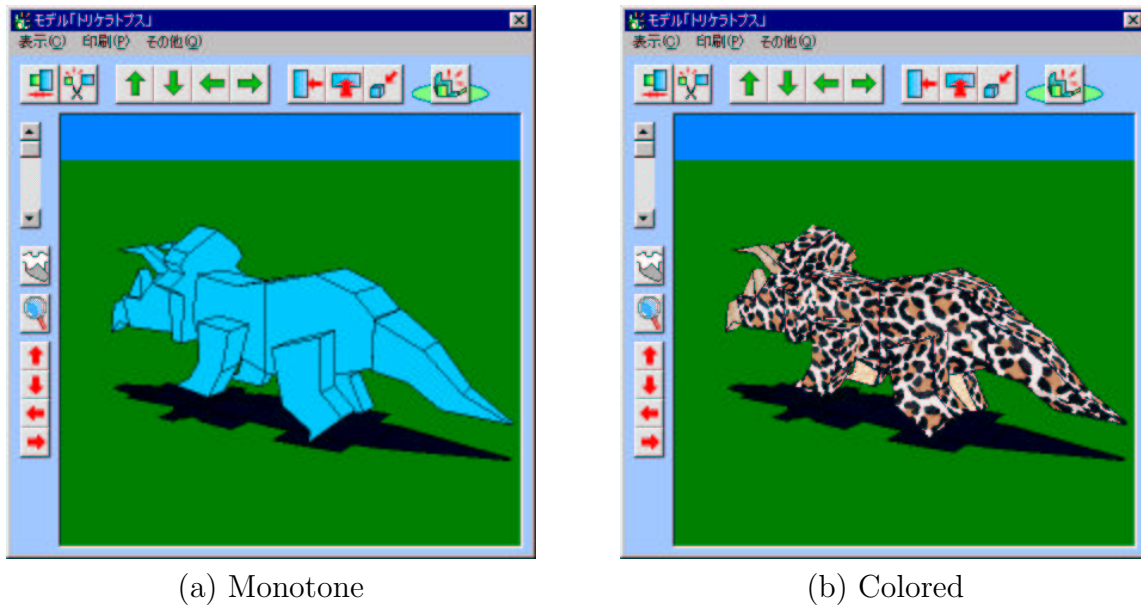 モデル「トリケラトプス」
表示(C) 印刷(P) その他(O)
モデル「トリケラトプス」
表示(C) 印刷(P) その他(O)
(a) Monotone
(b) Colored